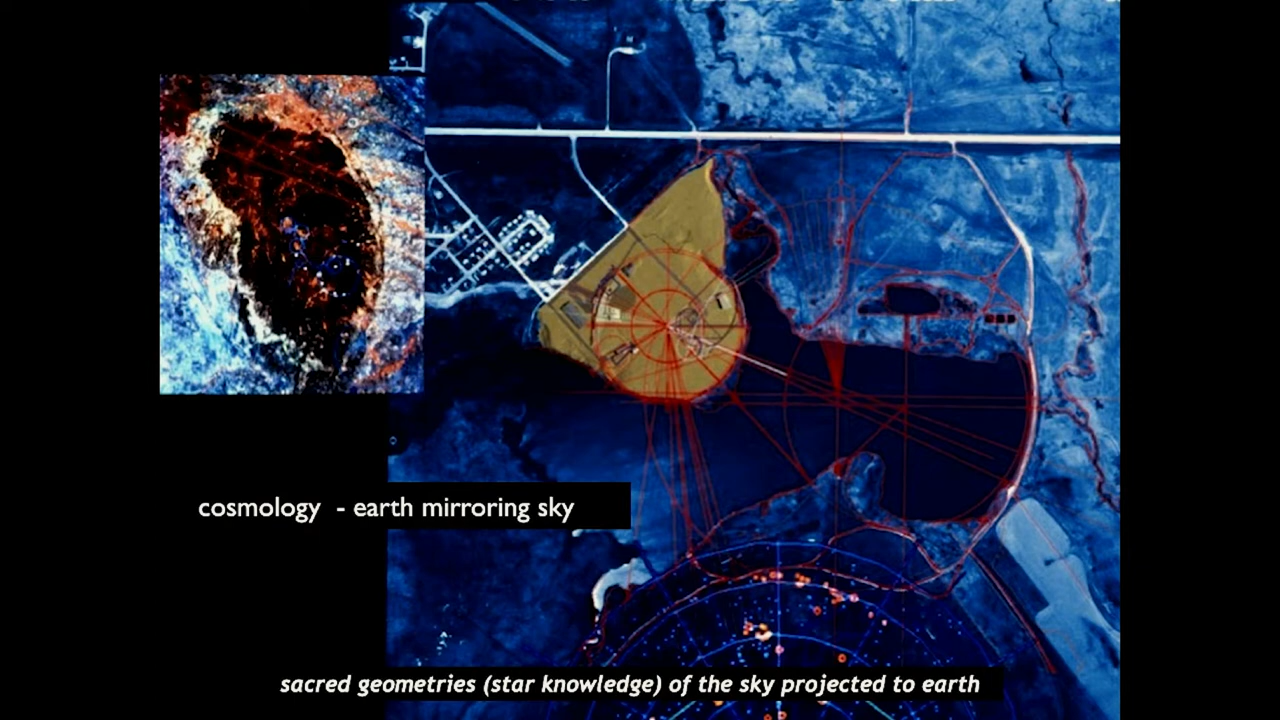 cosmology - earth mirroring sky
sacred geometries (star knowledge) of the sky projected to earth